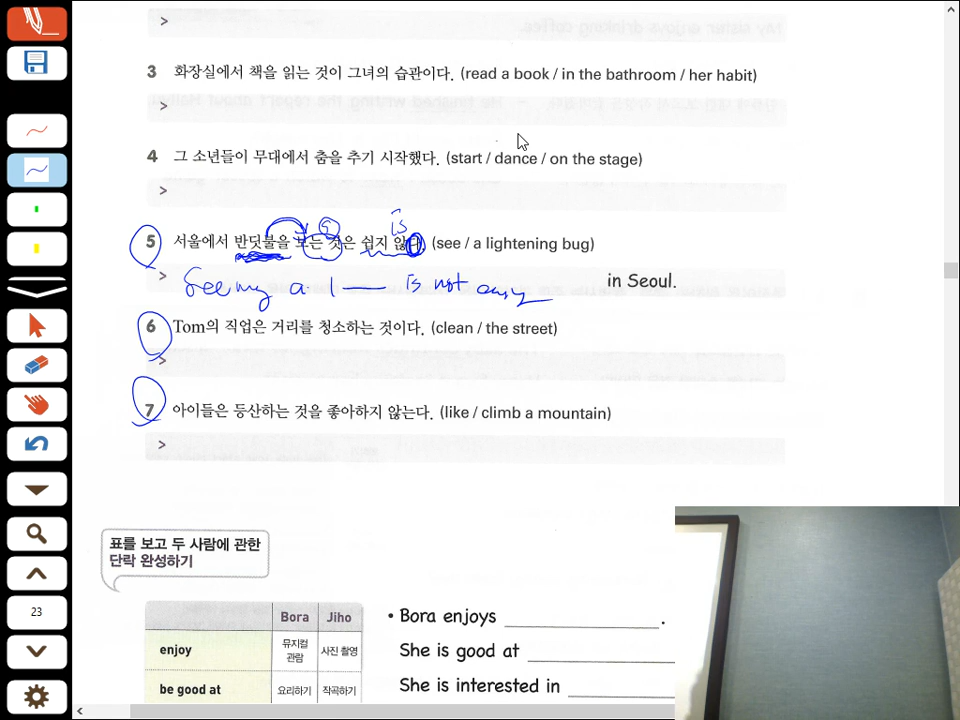 >
3 화장실에서 책을 읽는 것이 그녀의 습관이다. (read a book / in the bathroom / her habit)
>
4 그 소년들이 무대에서 춤을 추기 시작했다. (start / dance / on the stage)
>
is
5 서울에서 반딧불을 보는 것은 쉽지 않다. (see / a lightening bug)
> Seeing a l is not easy in Seoul.
6 Tom의 직업은 거리를 청소하는 것이다. (clean / the street)
>
7 아이들은 등산하는 것을 좋아하지 않는다. (like / climb a mountain)
>
표를 보고 두 사람에 관한
단락 완성하기
Bora Jiho
enjoy 뮤지컬 관람 사진 촬영
be good at 요리하기 작곡하기
• Bora enjoys ____________.
She is good at ____________
She is interested in ____________
23